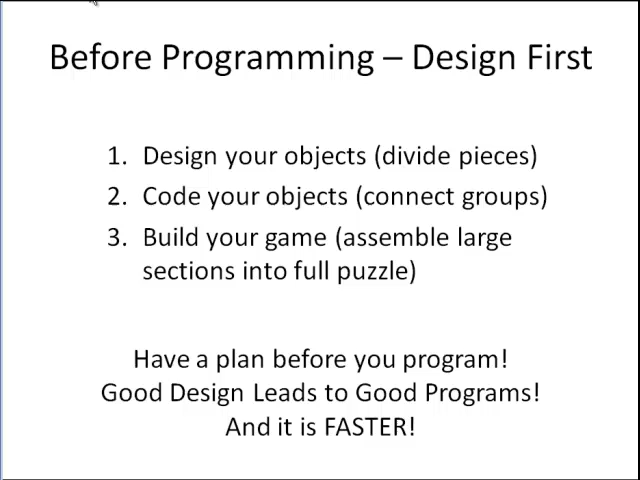 Before Programming – Design First
1. Design your objects (divide pieces)
2. Code your objects (connect groups)
3. Build your game (assemble large
sections into full puzzle)
Have a plan before you program!
Good Design Leads to Good Programs!
And it is FASTER!